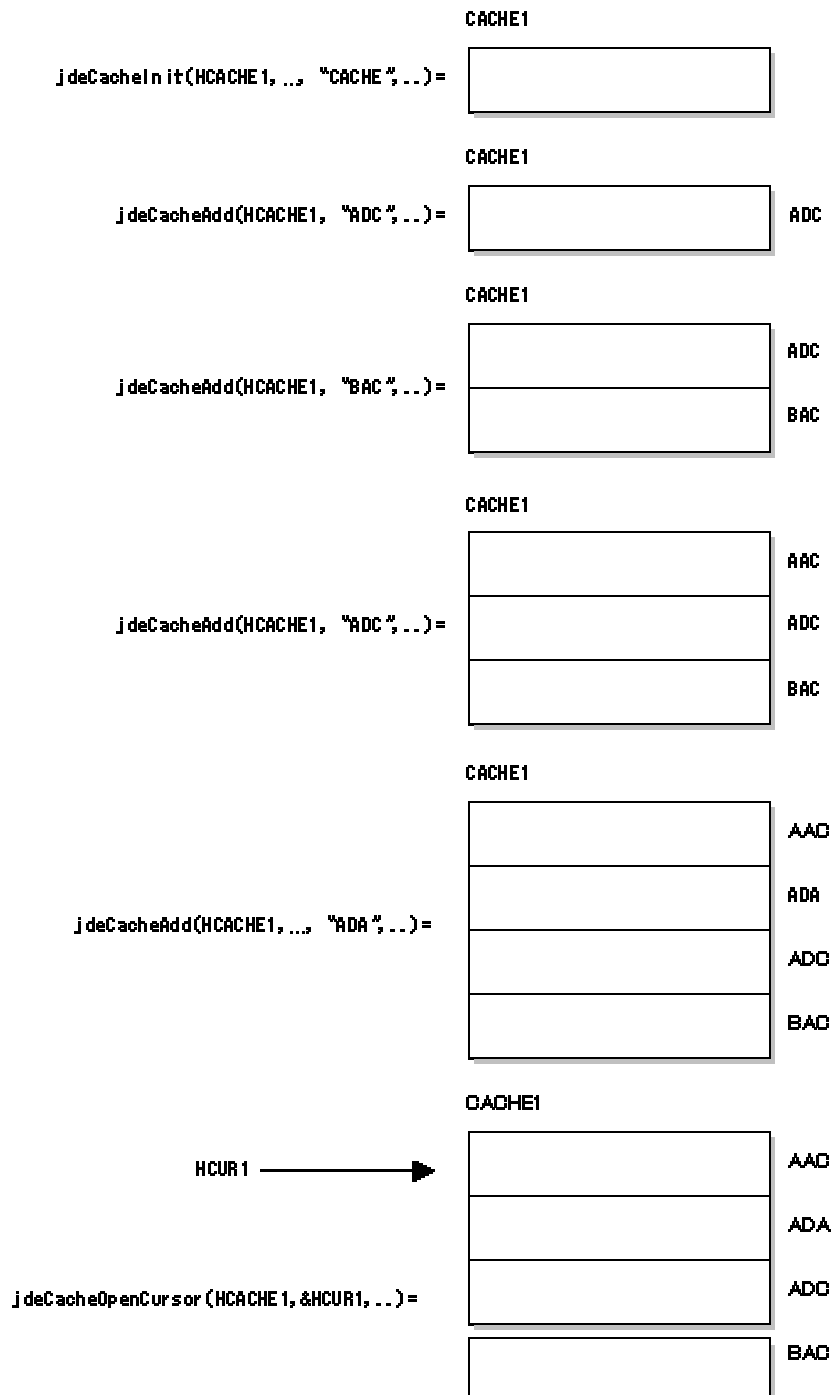 CACHE1
jdeCacheInit(HCACHE1, .., "CACHE",..)=
CACHE1
jdeCacheAdd(HCACHE1, "ADC",..)=
ADC
CACHE1
ADC
jdeCacheAdd(HCACHE1, "BAC",..)=
BAC
CACHE1
AAC
jdeCacheAdd(HCACHE1, "ADC",..)=
ADC
BAC
CACHE1
AAC
ADA
jdeCacheAdd(HCACHE1,.., "ADA",..)=
ADC
BAC
CACHE1
HCUR1
AAC
ADA
jdeCacheOpenCursor(HCACHE1,&HCUR1,..)=
ADC
BAC